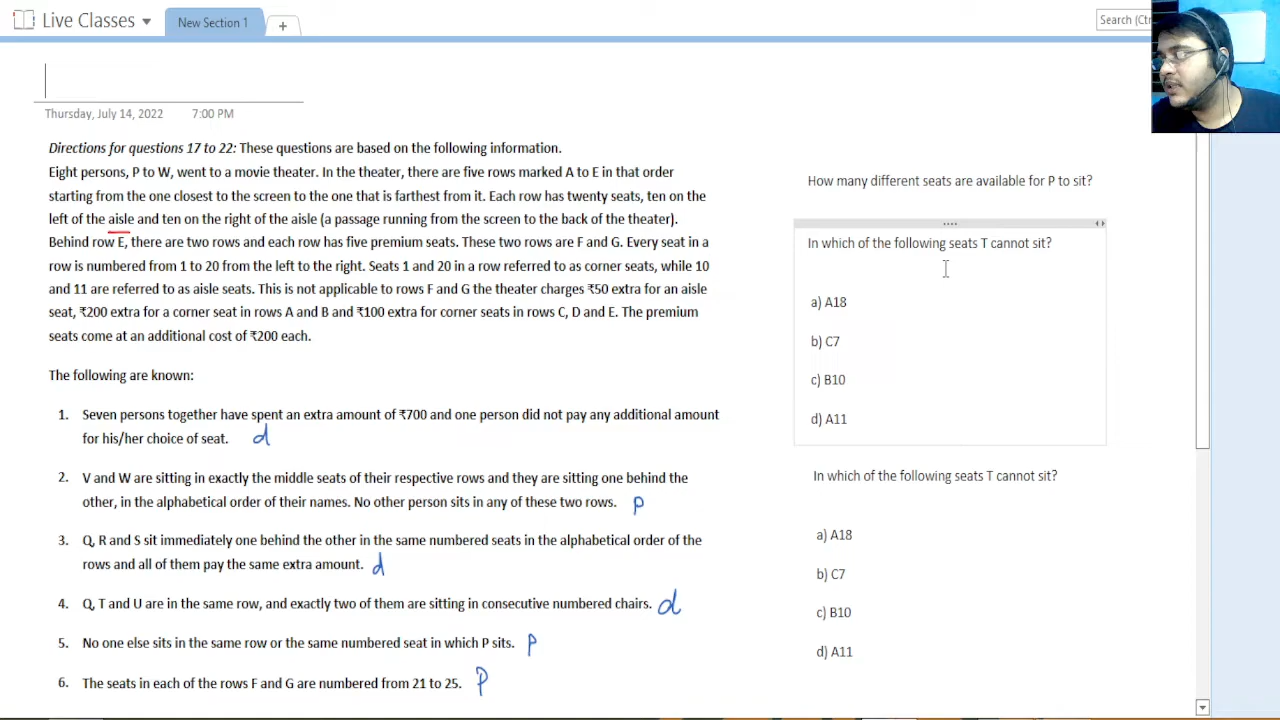 Live Classes
New Section 1
+
Search (Ctr
Thursday, July 14, 2022 7:00 PM
Directions for questions 17 to 22: These questions are based on the following information.
Eight persons, P to W, went to a movie theater. In the theater, there are five rows marked A to E in that order
starting from the one closest to the screen to the one that is farthest from it. Each row has twenty seats, ten on the
left of the aisle and ten on the right of the aisle (a passage running from the screen to the back of the theater).
Behind row E, there are two rows and each row has five premium seats. These two rows are F and G. Every seat in a
row is numbered from 1 to 20 from the left to the right. Seats 1 and 20 in a row referred to as corner seats, while 10
and 11 are referred to as aisle seats. This is not applicable to rows F and G the theater charges ₹50 extra for an aisle
seat, ₹200 extra for a corner seat in rows A and B and ₹100 extra for corner seats in rows C, D and E. The premium
seats come at an additional cost of ₹200 each.
The following are known:
1. Seven persons together have spent an extra amount of ₹700 and one person did not pay any additional amount
for his/her choice of seat. d
2. V and W are sitting in exactly the middle seats of their respective rows and they are sitting one behind the
other, in the alphabetical order of their names. No other person sits in any of these two rows. p
3. Q, R and S sit immediately one behind the other in the same numbered seats in the alphabetical order of the
rows and all of them pay the same extra amount. d
4. Q, T and U are in the same row, and exactly two of them are sitting in consecutive numbered chairs. d
5. No one else sits in the same row or the same numbered seat in which P sits. p
6. The seats in each of the rows F and G are numbered from 21 to 25. p
How many different seats are available for P to sit?
In which of the following seats T cannot sit?
a) A18
b) C7
c) B10
d) A11
In which of the following seats T cannot sit?
a) A18
b) C7
c) B10
d) A11